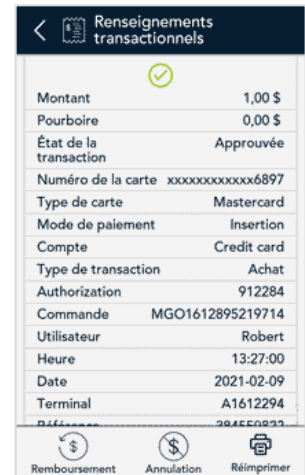 Renseignements
transactionnels
Montant 1,00 $
Pourboire 0,00 $
État de la Approuvée
transaction
Numéro de la carte xxxxxxxxxxxx6897
Type de carte Mastercard
Mode de paiement Insertion
Compte Credit card
Type de transaction Achat
Authorization 912284
Commande MGO1612895219714
Utilisateur Robert
Heure 13:27:00
Date 2021-02-09
Terminal A1612294
Référence 384559822
Remboursement Annulation Réimprimer